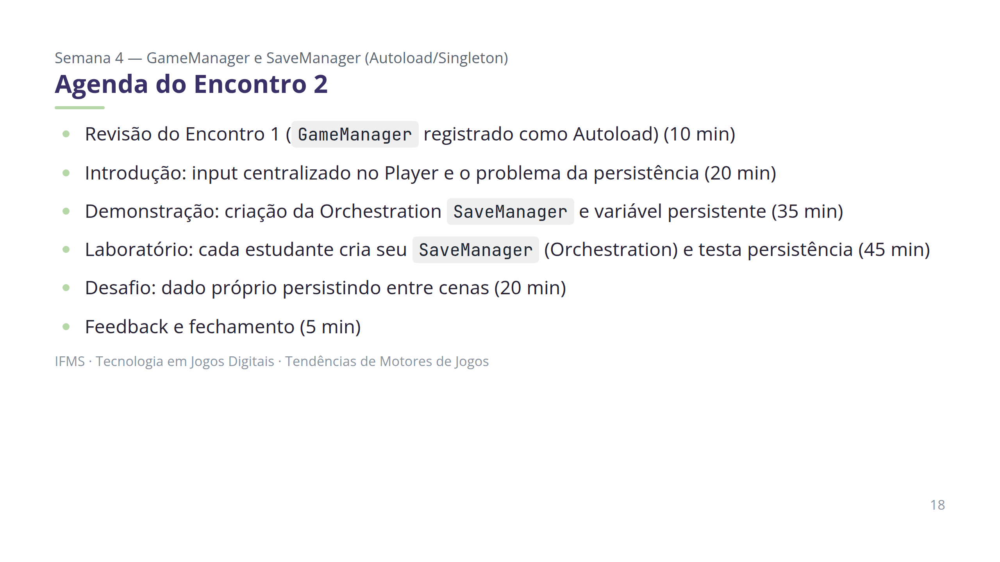 Semana 4 — GameManager e SaveManager (Autoload/Singleton)
Agenda do Encontro 2
Revisão do Encontro 1 (GameManager registrado como Autoload) (10 min)
Introdução: input centralizado no Player e o problema da persistência (20 min)
Demonstração: criação da Orchestration SaveManager e variável persistente (35 min)
Laboratório: cada estudante cria seu SaveManager (Orchestration) e testa persistência (45 min)
Desafio: dado próprio persistindo entre cenas (20 min)
Feedback e fechamento (5 min)
IFMS · Tecnologia em Jogos Digitais · Tendências de Motores de Jogos
18